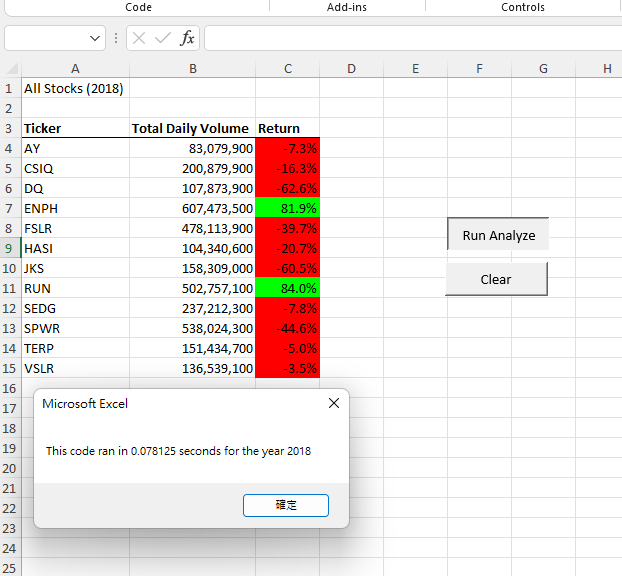 Code Add-ins Controls
fx
A B C D E F G H
1 All Stocks (2018)
2
3 Ticker Total Daily Volume Return
4 AY 83,079,900 -7.3%
5 CSIQ 200,879,900 -16.3%
6 DQ 107,873,900 -62.6%
7 ENPH 607,473,500 81.9%
8 FSLR 478,113,900 -39.7%
Run Analyze
9 HASI 104,340,600 -20.7%
10 JKS 158,309,000 -60.5%
Clear
11 RUN 502,757,100 84.0%
12 SEDG 237,212,300 -7.8%
13 SPWR 538,024,300 -44.6%
14 TERP 151,434,700 -5.0%
15 VSLR 136,539,100 -3.5%
16
17
18
19
20
21
22
23
24
25
Microsoft Excel
This code ran in 0.078125 seconds for the year 2018
確定